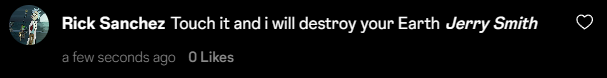 Rick Sanchez Touch it and i will destroy your Earth Jerry Smith
a few seconds ago 0 Likes